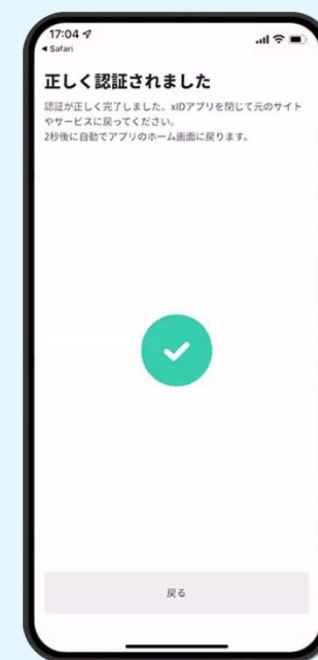 17:04
◀ Safari
正しく認証されました
認証が正しく完了しました。xIDアプリを閉じて元のサイト
やサービスに戻ってください。
2秒後に自動でアプリのホーム画面に戻ります。
戻る